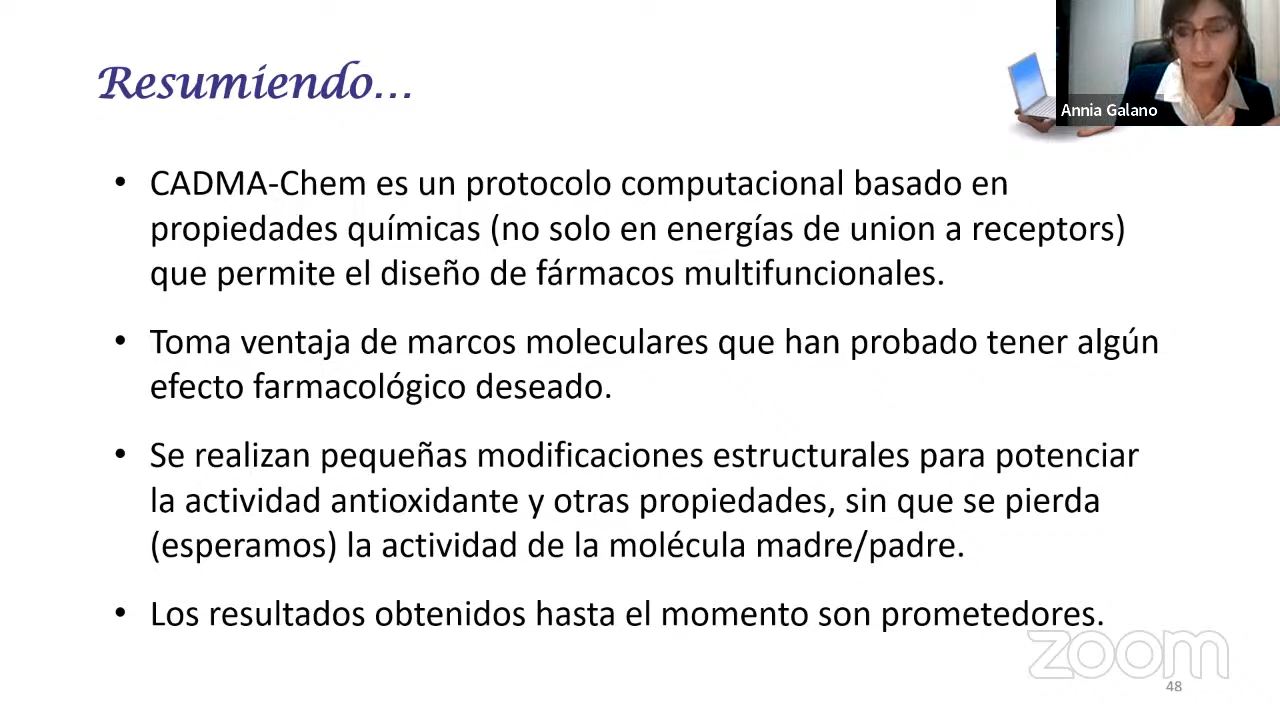 Resumiendo...
Annia Galano
• CADMA-Chem es un protocolo computacional basado en
propiedades químicas (no solo en energías de union a receptors)
que permite el diseño de fármacos multifuncionales.
• Toma ventaja de marcos moleculares que han probado tener algún
efecto farmacológico deseado.
• Se realizan pequeñas modificaciones estructurales para potenciar
la actividad antioxidante y otras propiedades, sin que se pierda
(esperamos) la actividad de la molécula madre/padre.
• Los resultados obtenidos hasta el momento son prometedores.
zoom
48